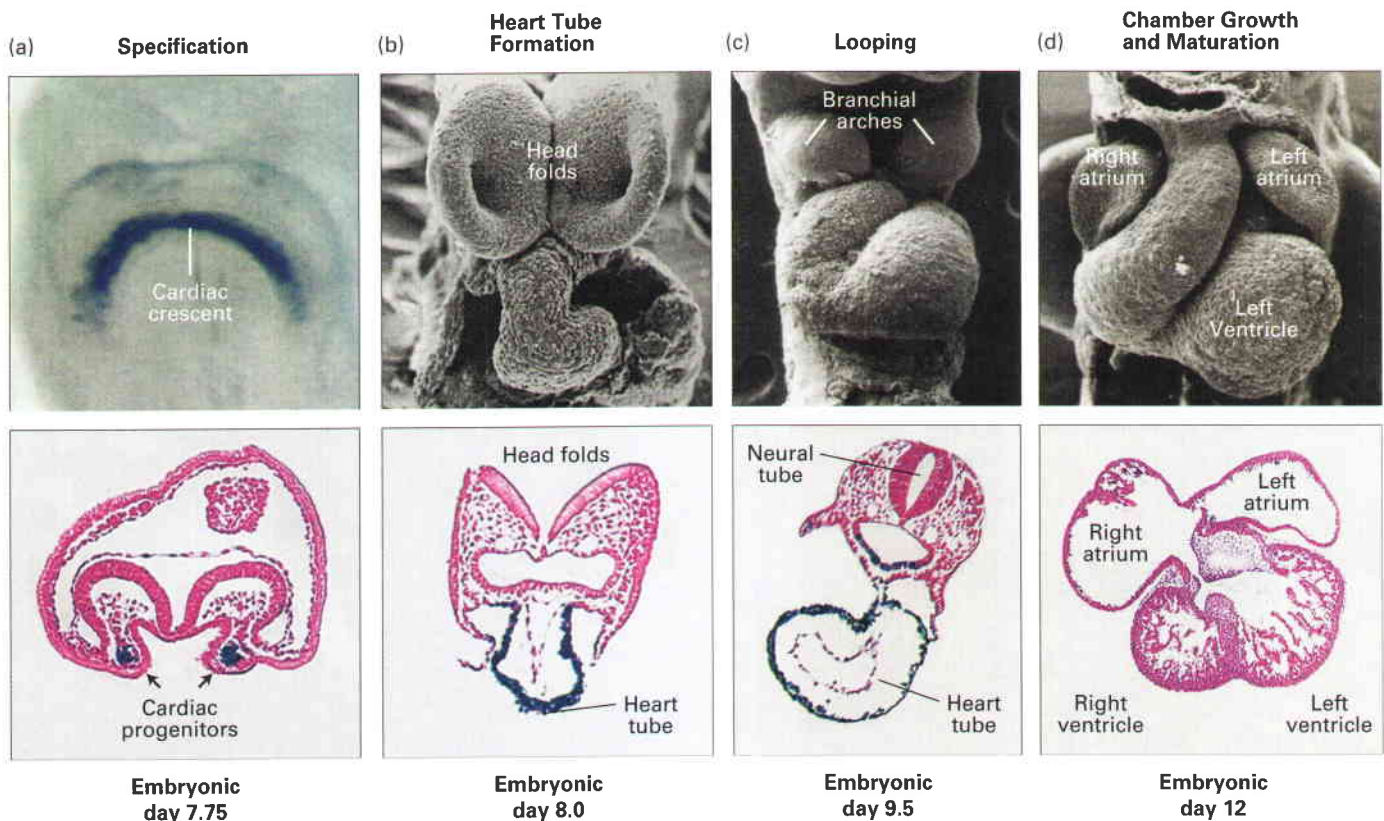 (a)
Specification
(b)
Heart Tube
Formation
(c)
Looping
(d)
Chamber Growth
and Maturation
Cardiac
crescent
Head
folds
Branchial
arches
Right
atrium
Left
atrium
Left
Ventricle
Cardiac
progenitors
Head folds
Heart
tube
Neural
tube
Heart
tube
Left
atrium
Right
atrium
Right
ventricle
Left
ventricle
Embryonic
day 7.75
Embryonic
day 8.0
Embryonic
day 9.5
Embryonic
day 12